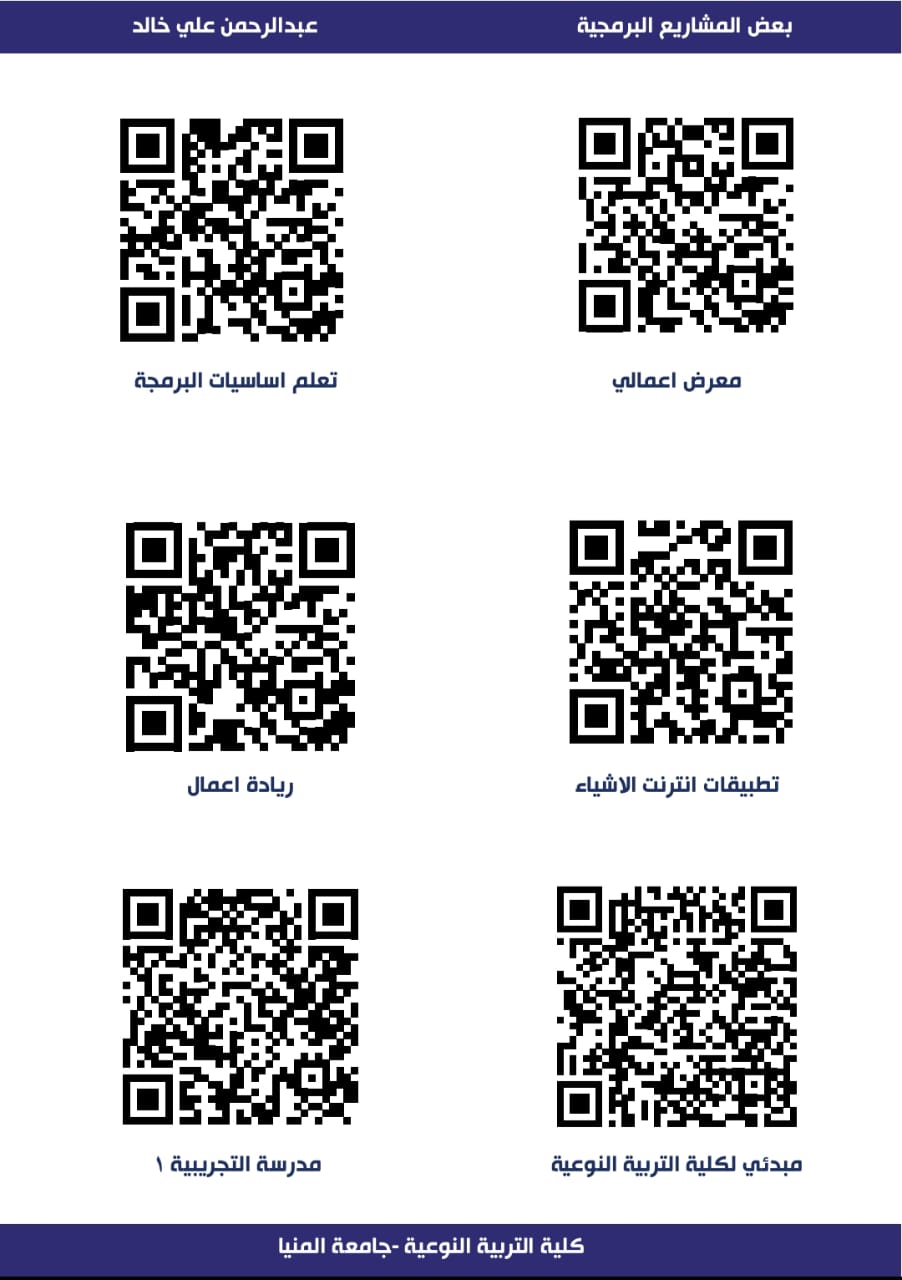 بعض المشاريع البرمجية
عبدالرحمن علي خالد
معرض اعمالي
تعلم اساسيات البرمجة
تطبيقات انترنت الاشياء
ريادة اعمال
مبدئي لكلية التربية النوعية
مدرسة التجريبية ١
كلية التربية النوعية -جامعة المنيا